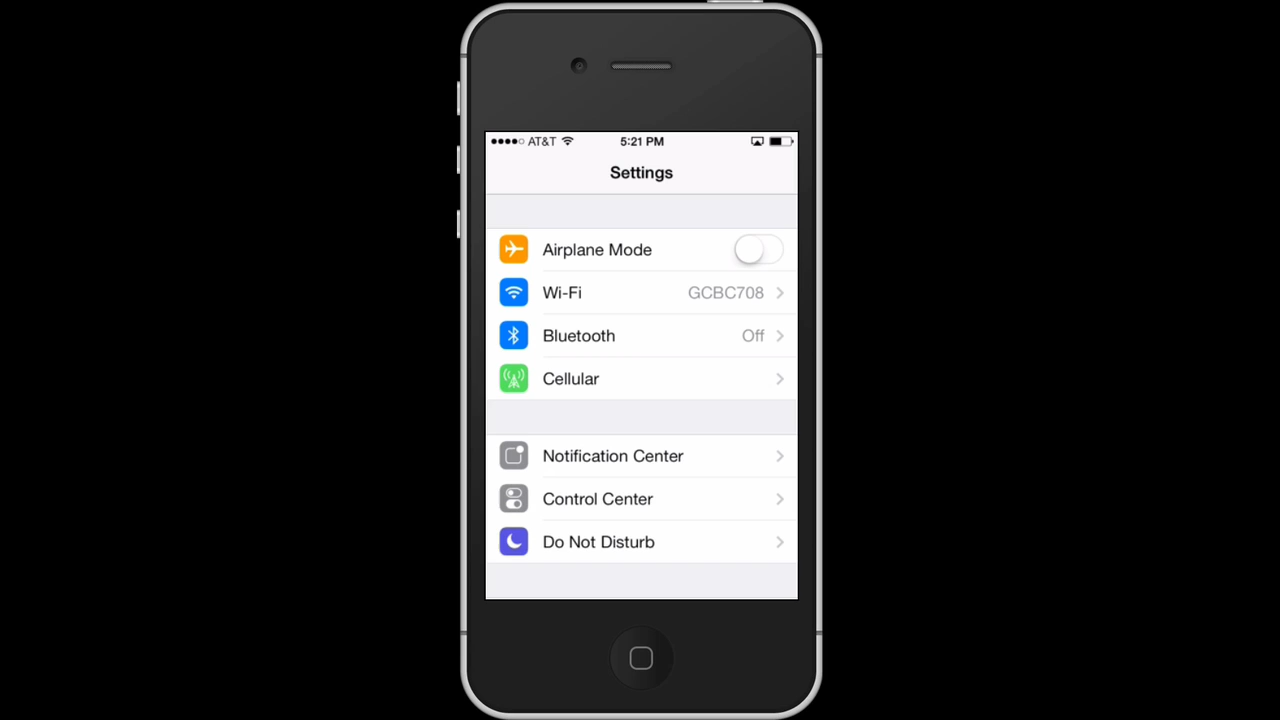 AT&T 5:21 PM
Settings
Airplane Mode
Wi-Fi GCBC708
Bluetooth Off
Cellular
Notification Center
Control Center
Do Not Disturb